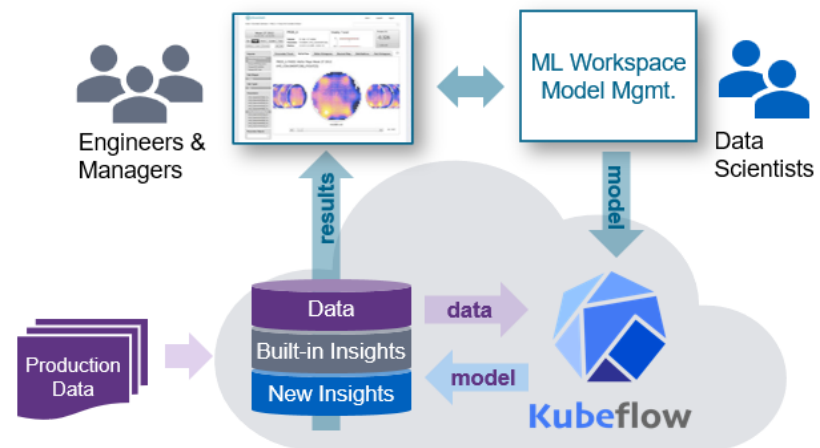 ML Workspace
Model Mgmt.
Engineers &
Managers
Data
Scientists
results
model
Data
data
Built-in Insights
New Insights
model
Production
Data
Kubeflow